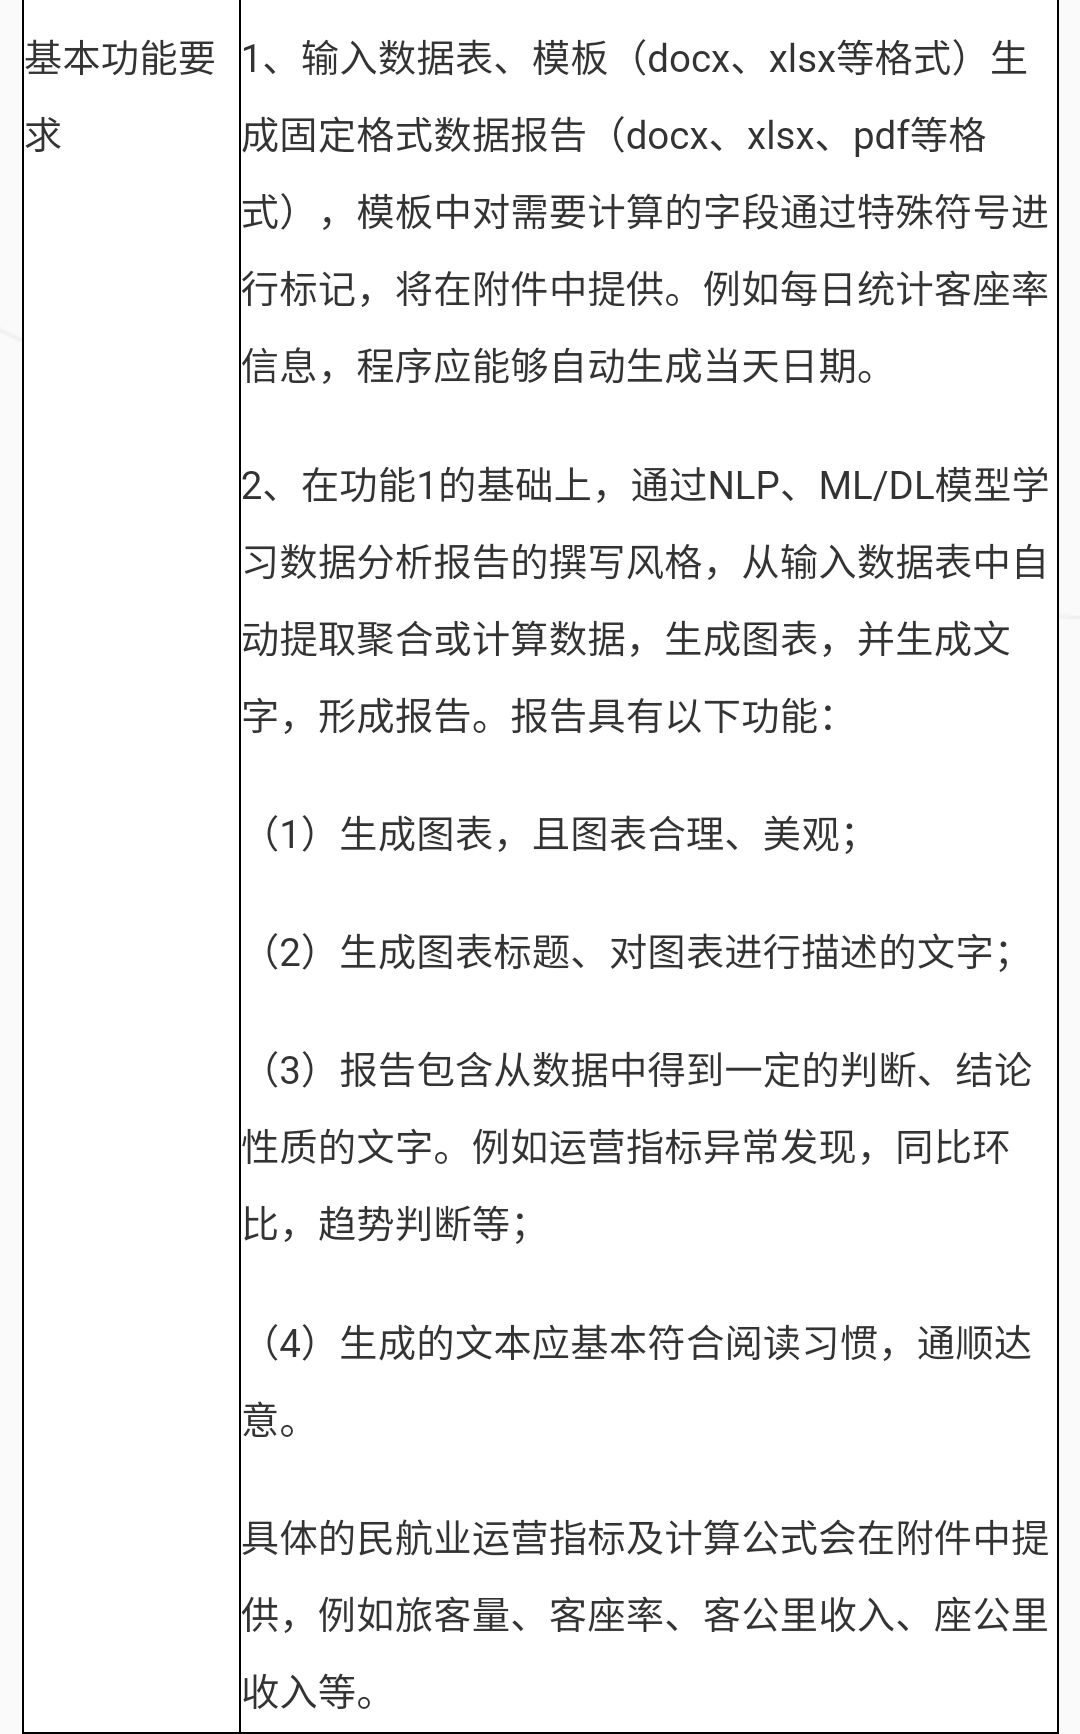 基本功能要
求
1、输入数据表、模板（docx、xlsx等格式）生
成固定格式数据报告（docx、xlsx、pdf等格
式），模板中对需要计算的字段通过特殊符号进
行标记，将在附件中提供。例如每日统计客座率
信息，程序应能够自动生成当天日期。
2、在功能1的基础上，通过NLP、ML/DL模型学
习数据分析报告的撰写风格，从输入数据表中自
动提取聚合或计算数据，生成图表，并生成文
字，形成报告。报告具有以下功能：
（1）生成图表，且图表合理、美观；
（2）生成图表标题、对图表进行描述的文字；
（3）报告包含从数据中得到一定的判断、结论
性质的文字。例如运营指标异常发现，同比环
比，趋势判断等；
（4）生成的文本应基本符合阅读习惯，通顺达
意。
具体的民航业运营指标及计算公式会在附件中提
供，例如旅客量、客座率、客公里收入、座公里
收入等。